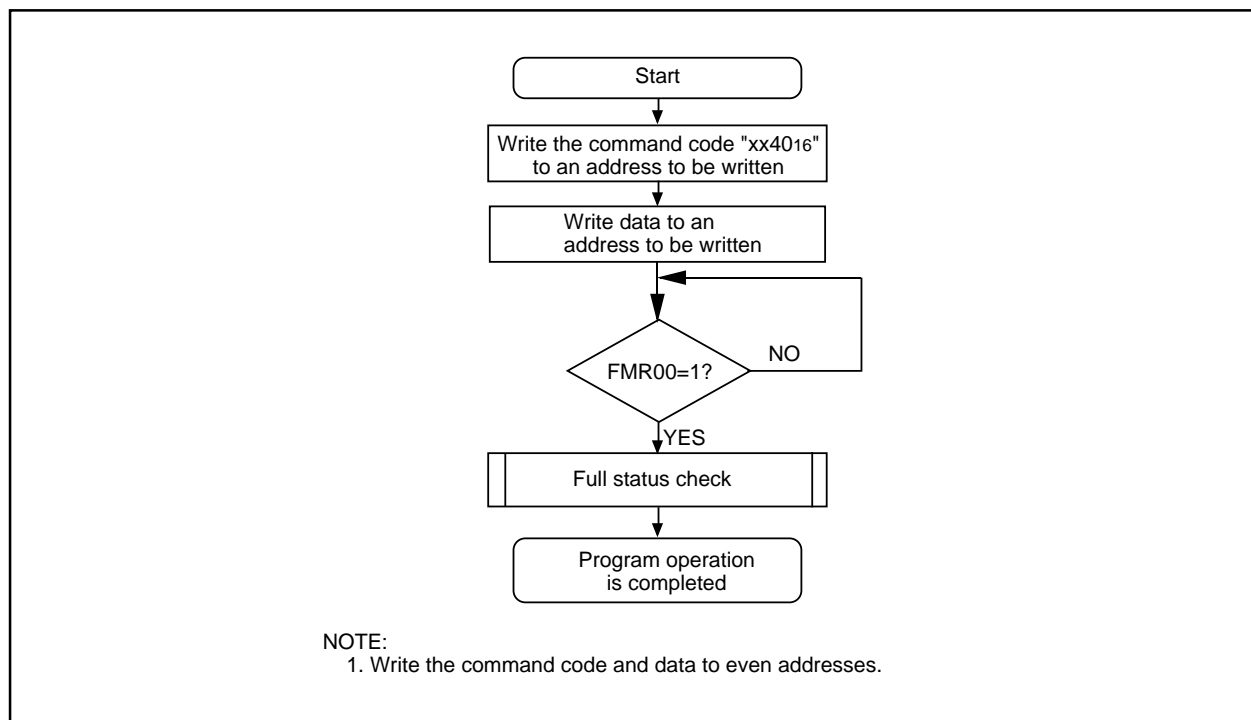 Start
Write the command code "xx4016"
to an address to be written
Write data to an
address to be written
FMR00=1?
NO
YES
Full status check
Program operation
is completed
NOTE:
1. Write the command code and data to even addresses.